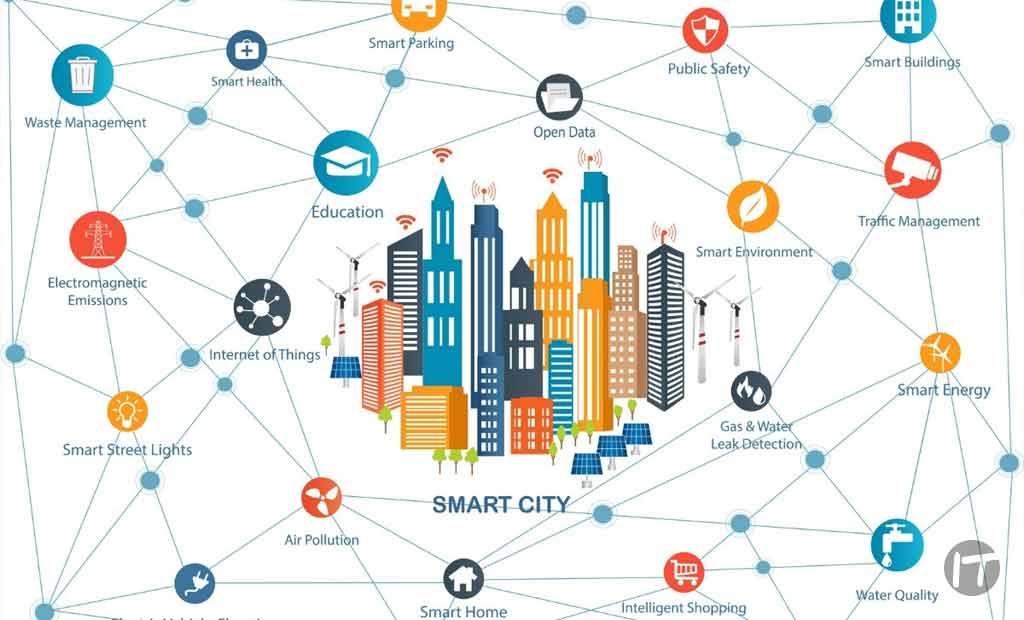 Smart Parking
Smart Health
Public Safety
Smart Buildings
Waste Management
Open Data
Education
Traffic Management
Smart Environment
Electromagnetic
Emissions
Internet of Things
Smart Energy
Gas & Water
Leak Detection
Smart Street Lights
SMART CITY
Air Pollution
Water Quality
Smart Home
Intelligent Shopping
IT